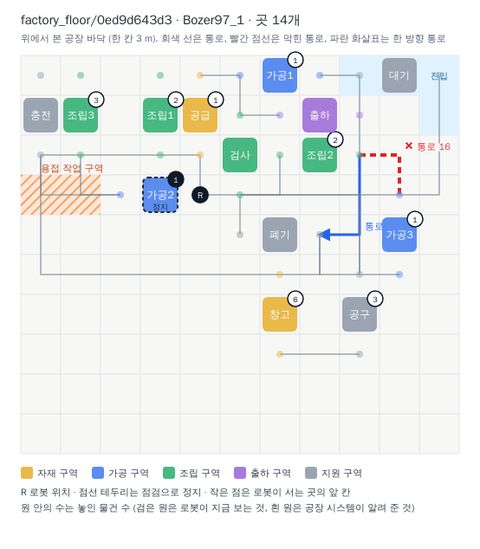 factory_floor/0ed9d643d3 · Bozer97_1 · 곳 14개
위에서 본 공장 바닥 (한 칸 3 m). 회색 선은 통로, 빨간 점선은 막힌 통로, 파란 화살표는 한 방향 통로
1
가공1
대기
진입
충전
3
조립3
2
조립1
1
공급
출하
2
✕ 통로 16
검사
조립2
용접 작업 구역
1
가공2
정지
R
1
통로
가공3
폐기
6
창고
3
공구
자재 구역
가공 구역
조립 구역
출하 구역
지원 구역
R 로봇 위치 · 점선 테두리는 점검으로 정지 · 작은 점은 로봇이 서는 곳의 앞 칸
원 안의 수는 놓인 물건 수 (검은 원은 로봇이 지금 보는 것, 흰 원은 공장 시스템이 알려 준 것)